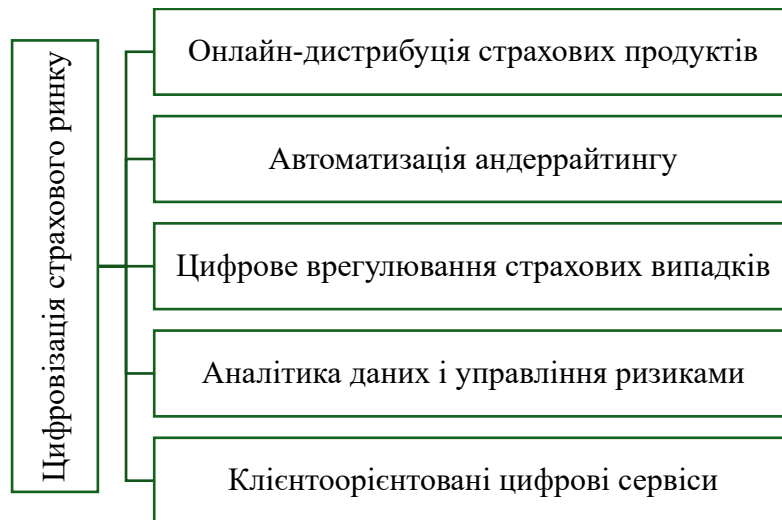 Цифровізація страхового ринку
Онлайн-дистрибуція страхових продуктів
Автоматизація андеррайтингу
Цифрове врегулювання страхових випадків
Аналітика даних і управління ризиками
Клієнтоорієнтовані цифрові сервіси